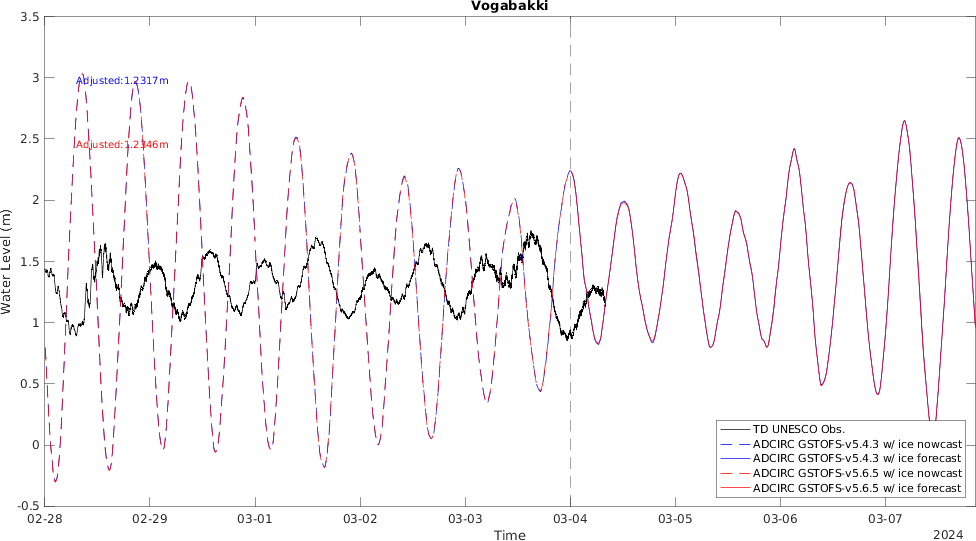 Vogabakki
3.5
3
2.5
2
1.5
1
0.5
0
-0.5
Water Level (m)
Adjusted:1.2317m
Adjusted:1.2346m
TD UNESCO Obs.
ADCIRC GSTOFS-v5.4.3 w/ ice nowcast
ADCIRC GSTOFS-v5.4.3 w/ ice forecast
ADCIRC GSTOFS-v5.6.5 w/ ice nowcast
ADCIRC GSTOFS-v5.6.5 w/ ice forecast
02-28 02-29 03-01 03-02 03-03 03-04 03-05 03-06 03-07
Time
2024